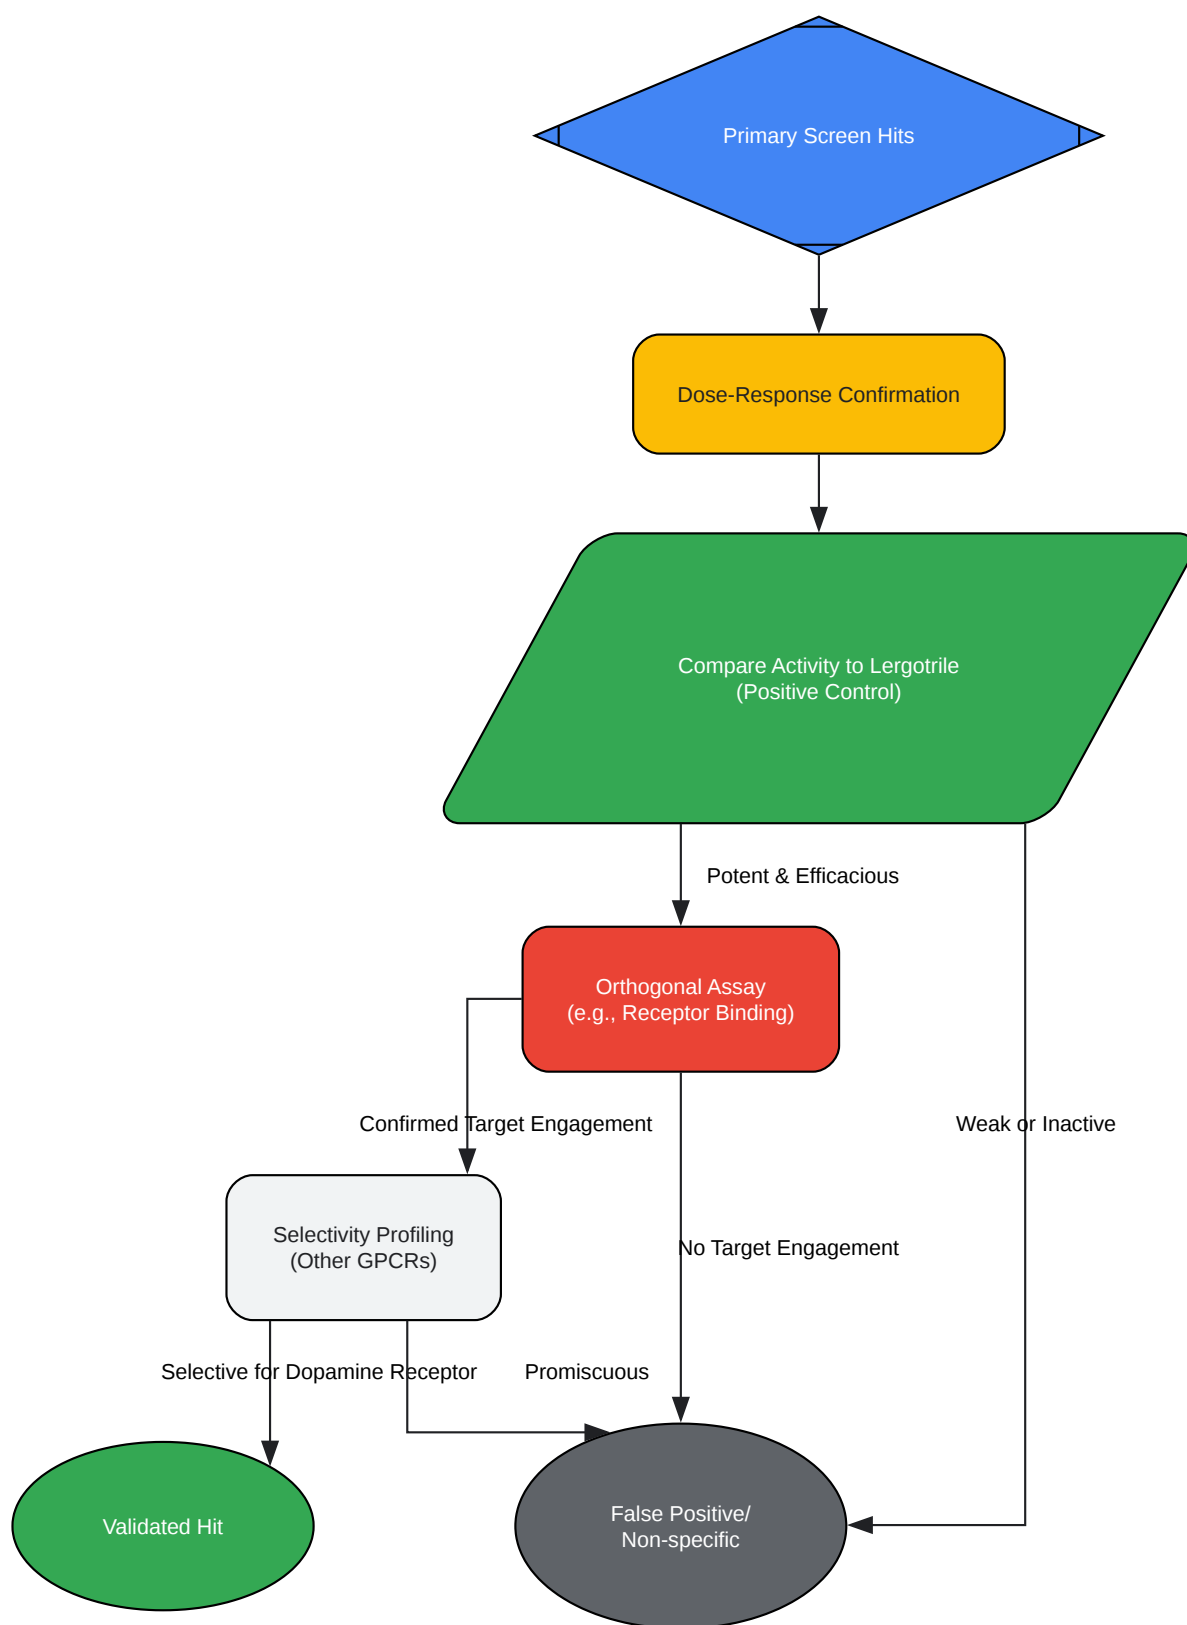 Primary Screen Hits
Dose-Response Confirmation
Compare Activity to Lergotrile
(Positive Control)
Potent & Efficacious
Orthogonal Assay
(e.g., Receptor Binding)
Confirmed Target Engagement
Weak or Inactive
Selectivity Profiling
(Other GPCRs)
No Target Engagement
Selective for Dopamine Receptor
Promiscuous
Validated Hit
False Positive/
Non-specific